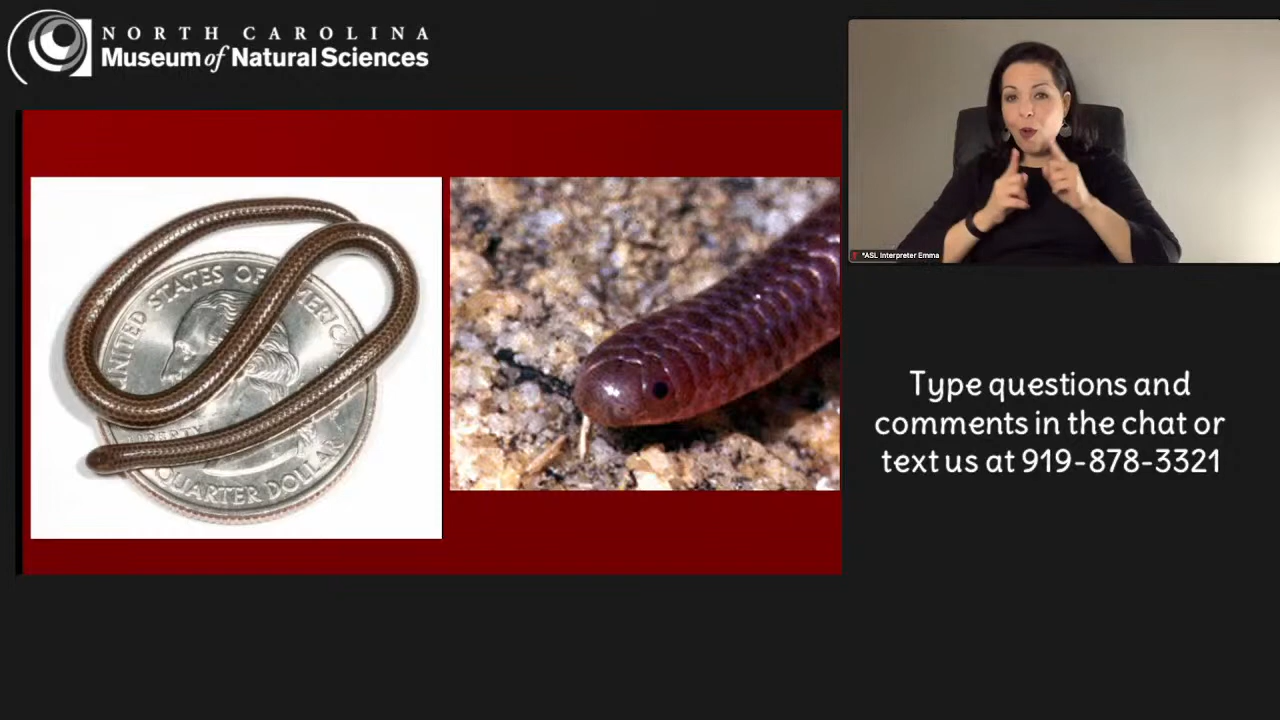 NORTH CAROLINA
Museum of Natural Sciences
UNITED STATES OF AMERICA
LIBERTY
QUARTER DOLLAR
*ASL Interpreter Emma
Type questions and
comments in the chat or
text us at 919-878-3321